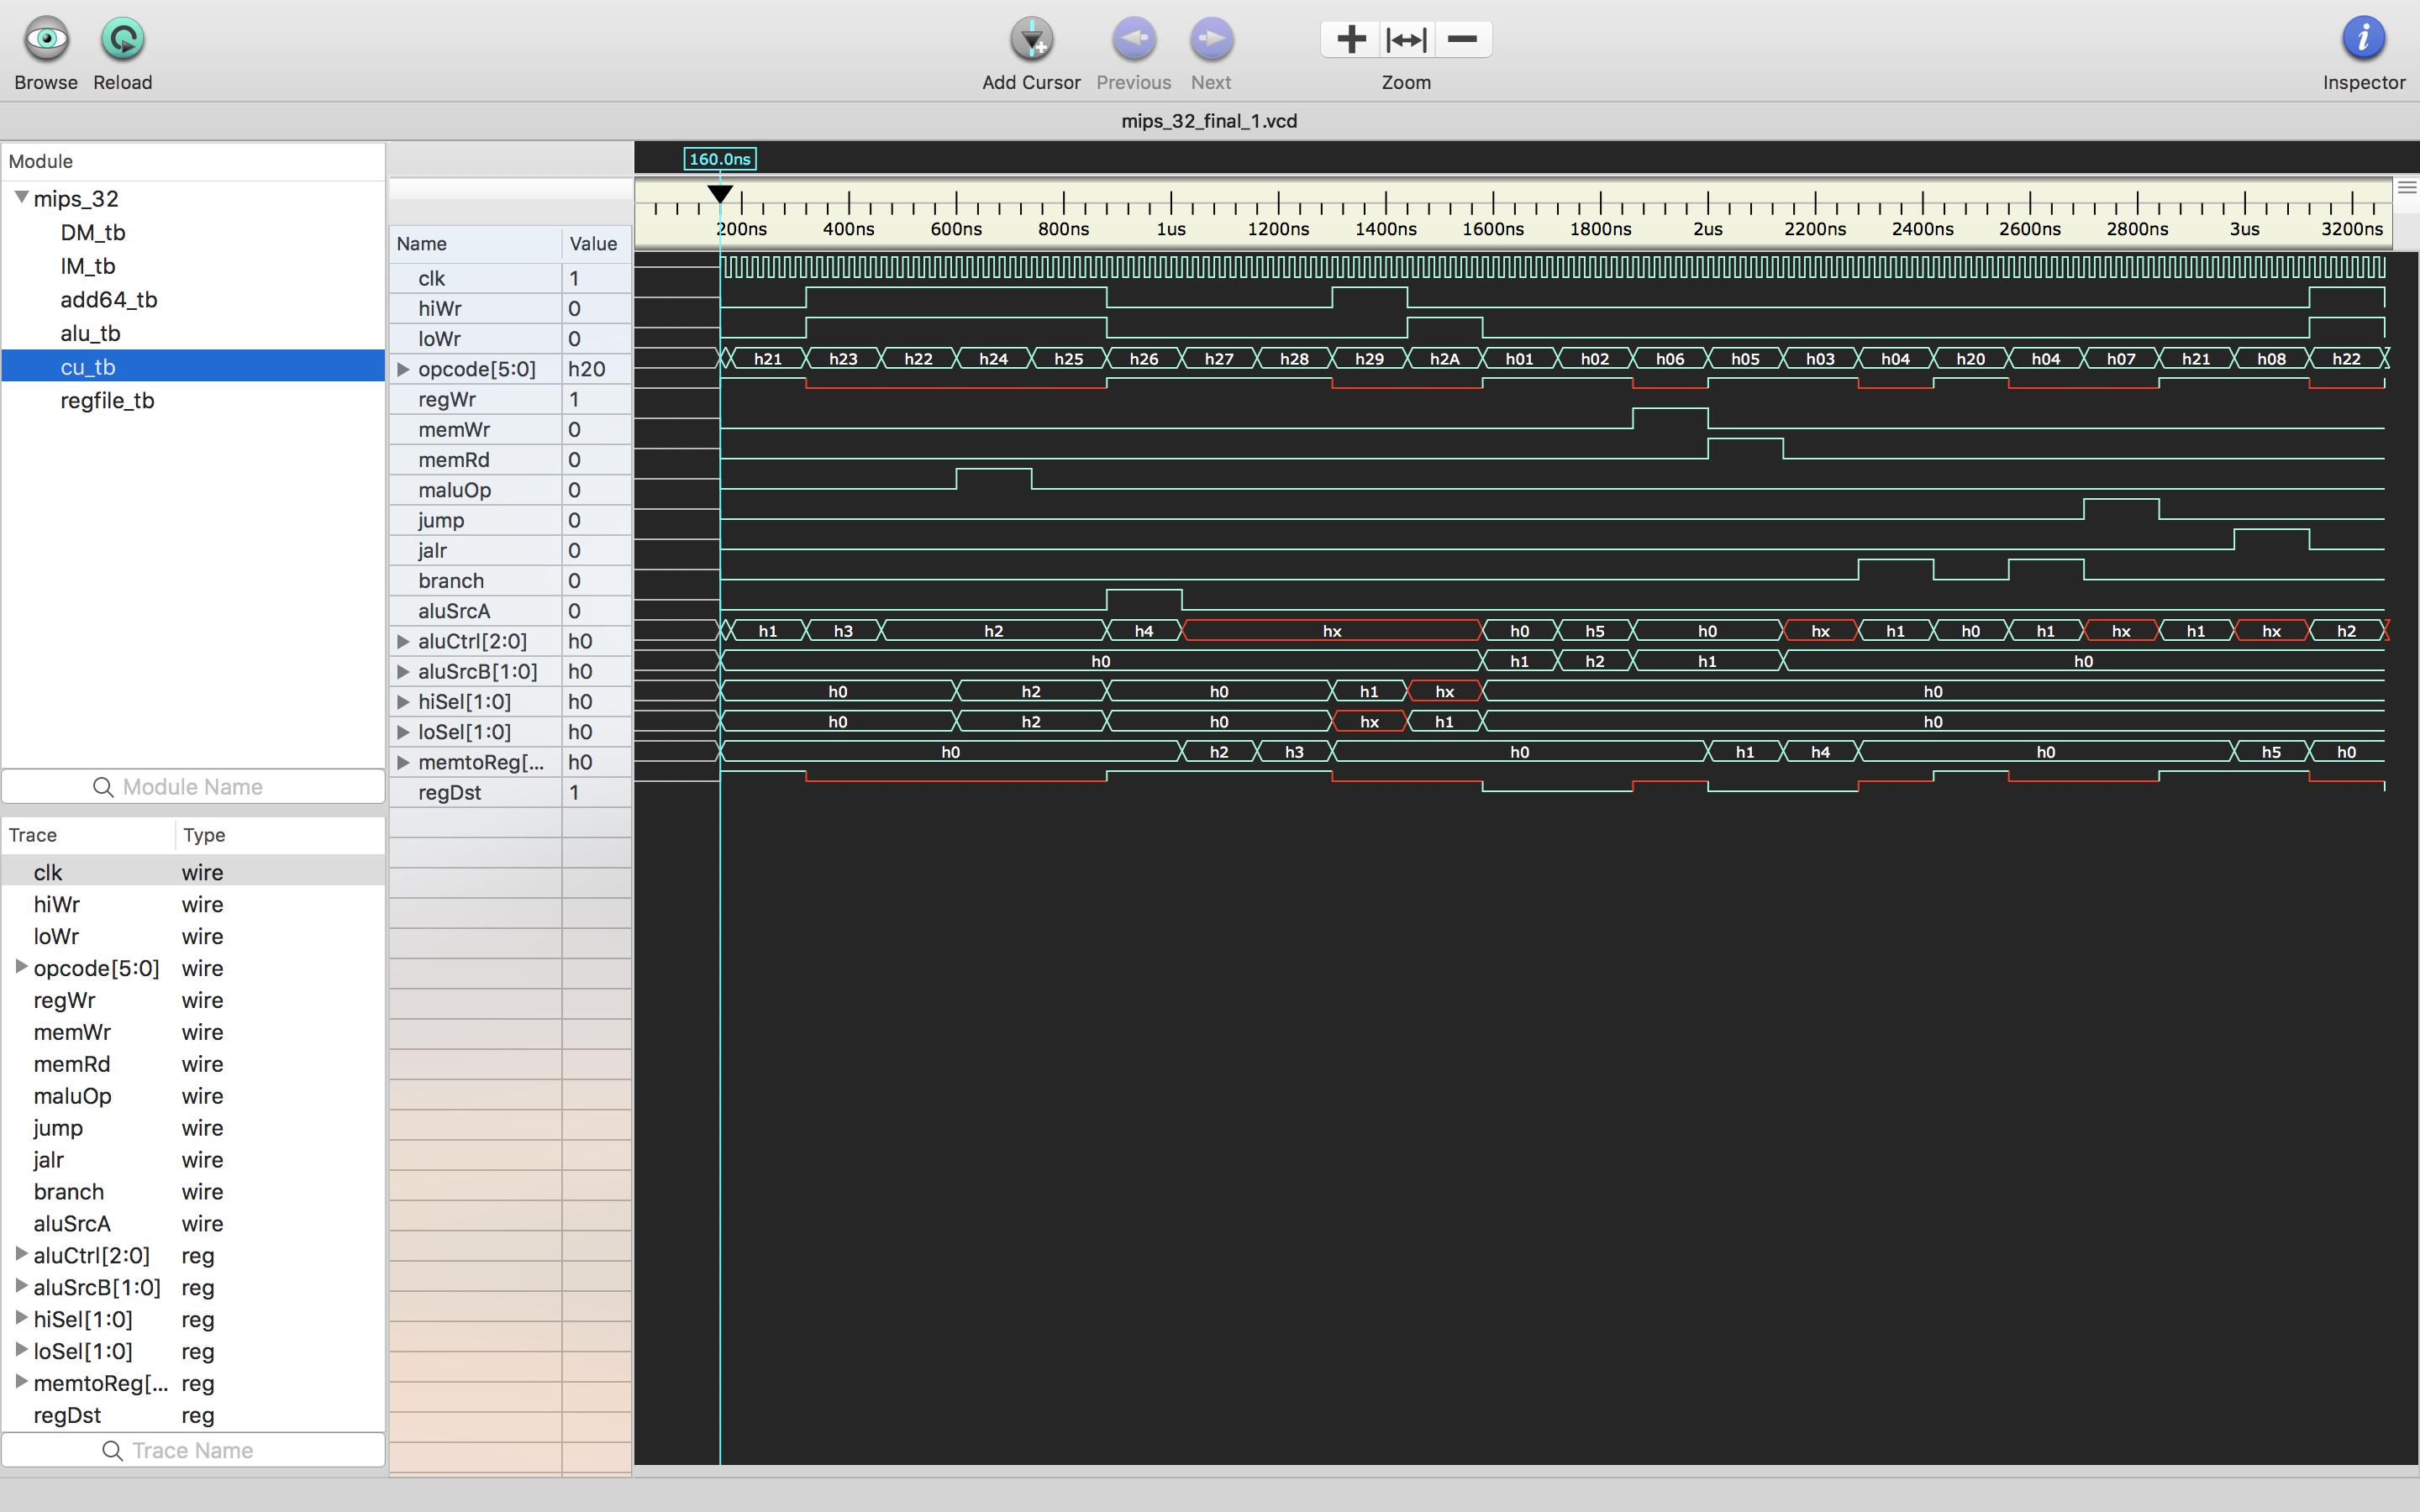 Browse Reload Add Cursor Previous Next Zoom Inspector
mips_32_final_1.vcd
Module
mips_32
DM_tb
IM_tb
add64_tb
alu_tb
cu_tb
regfile_tb
Module Name
Trace Type
clk wire
hiWr wire
loWr wire
opcode[5:0] wire
regWr wire
memWr wire
memRd wire
maluOp wire
jump wire
jalr wire
branch wire
aluSrcA wire
aluCtrl[2:0] reg
aluSrcB[1:0] reg
hiSel[1:0] reg
loSel[1:0] reg
memtoReg[... reg
regDst reg
Trace Name
160.0ns
200ns 400ns 600ns 800ns 1us 1200ns 1400ns 1600ns 1800ns 2us 2200ns 2400ns 2600ns 2800ns 3us 3200ns
Name Value
clk 1
hiWr 0
loWr 0
opcode[5:0] h20 h21 h23 h22 h24 h25 h26 h27 h28 h29 h2A h01 h02 h06 h05 h03 h04 h20 h04 h07 h21 h08 h22
regWr 1
memWr 0
memRd 0
maluOp 0
jump 0
jalr 0
branch 0
aluSrcA 0
aluCtrl[2:0] h0 h1 h3 h2 h4 hx h0 h5 h0 hx h1 h0 h1 hx h1 hx h2
aluSrcB[1:0] h0 h0 h1 h2 h1 h0
hiSel[1:0] h0 h0 h2 h0 h1 hx h0
loSel[1:0] h0 h0 h2 h0 hx h1 h0
memtoReg[... h0 h0 h2 h3 h0 h1 h4 h0 h5 h0
regDst 1